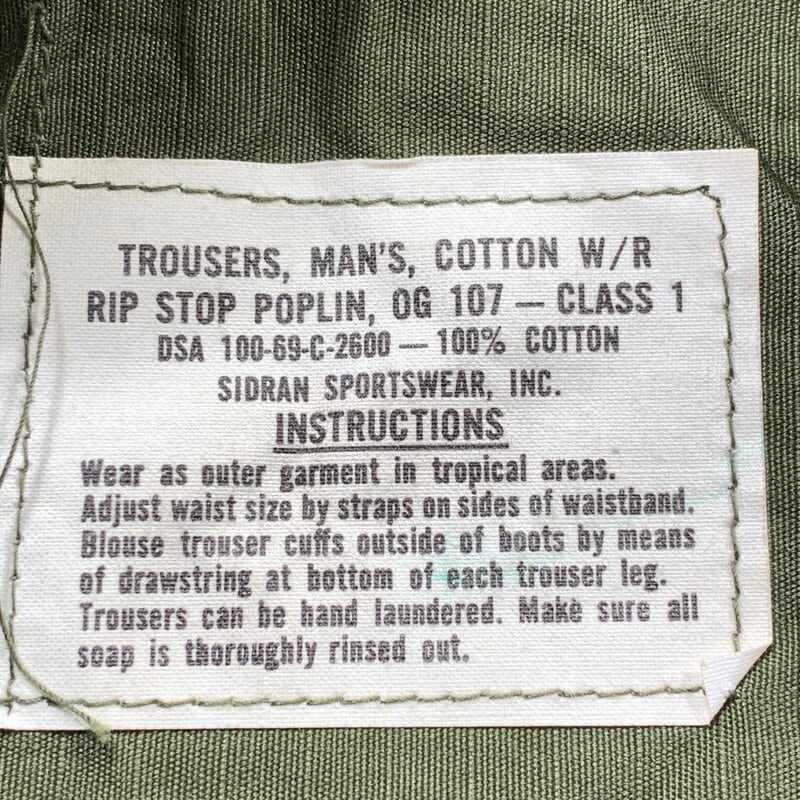 TROUSERS, MAN'S, COTTON W/R
RIP STOP POPLIN, OG 107 — CLASS 1
DSA 100-69-C-2600 — 100% COTTON
SIDRAN SPORTSWEAR, INC.
INSTRUCTIONS
Wear as outer garment in tropical areas.
Adjust waist size by straps on sides of waistband.
Blouse trouser cuffs outside of boots by means
of drawstring at bottom of each trouser leg.
Trousers can be hand laundered. Make sure all
soap is thoroughly rinsed out.